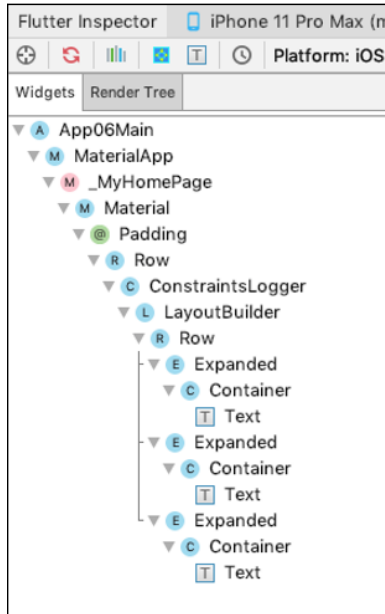 Flutter Inspector iPhone 11 Pro Max (m
T Platform: iOS
Widgets Render Tree
A App06Main
M MaterialApp
M _MyHomePage
M Material
@ Padding
R Row
C ConstraintsLogger
L LayoutBuilder
R Row
E Expanded
C Container
T Text
E Expanded
C Container
T Text
E Expanded
C Container
T Text